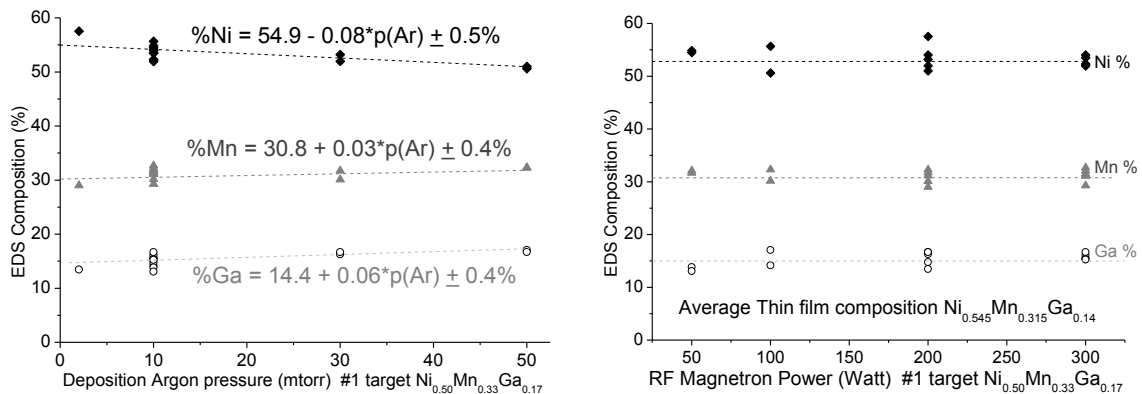 60
50
40
30
20
10
0
EDS Composition (%)
%Ni = 54.9 - 0.08*p(Ar) ± 0.5%
%Mn = 30.8 + 0.03*p(Ar) ± 0.4%
%Ga = 14.4 + 0.06*p(Ar) ± 0.4%
0 10 20 30 40 50
Deposition Argon pressure (mtorr) #1 target Ni0.50Mn0.33Ga0.17
60
50
40
30
20
10
0
EDS Composition (%)
Ni %
Mn %
Ga %
Average Thin film composition Ni0.545Mn0.315Ga0.14
50 100 150 200 250 300
RF Magnetron Power (Watt) #1 target Ni0.50Mn0.33Ga0.17